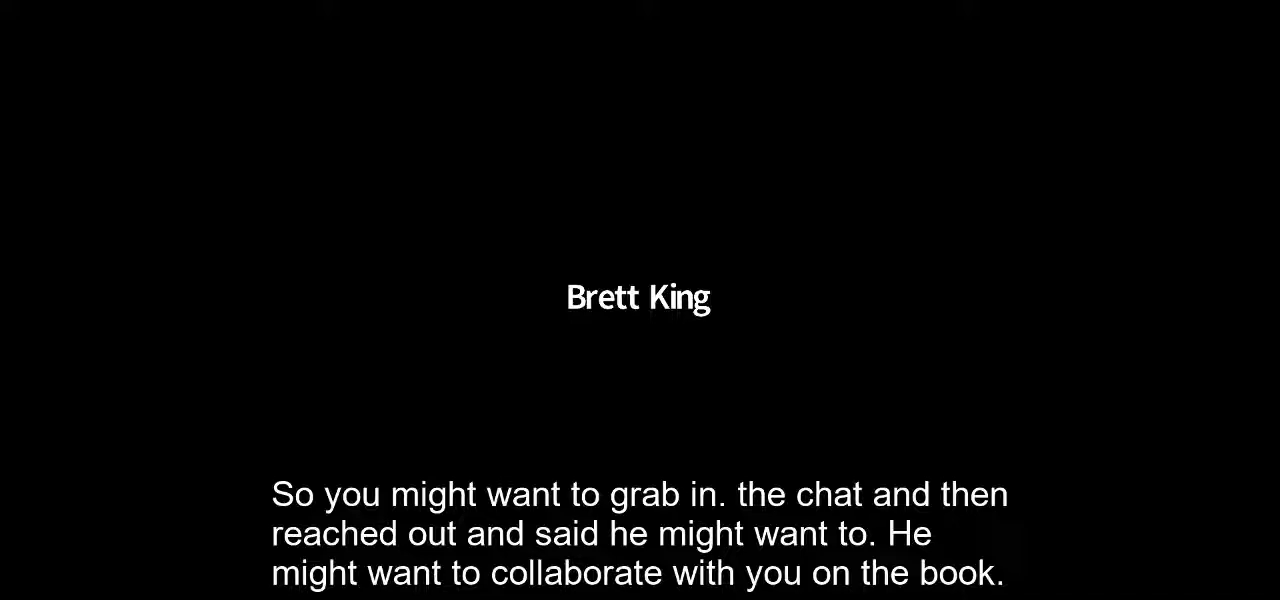 Brett King
So you might want to grab in. the chat and then
reached out and said he might want to. He
might want to collaborate with you on the book.